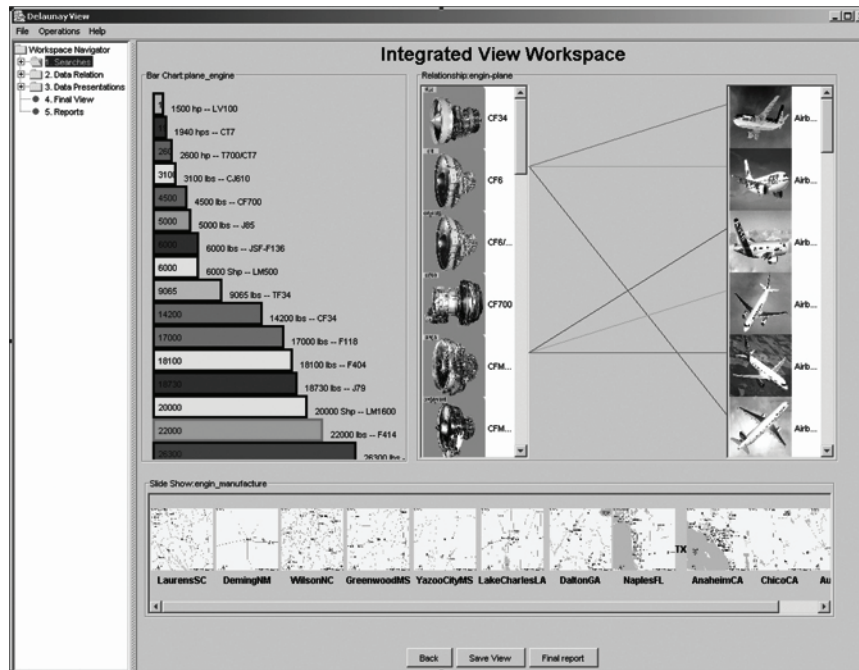 Delaunay View
File Operations Help
Workspace Navigator
1. Searches
2. Data Relation
3. Data Presentations
4. Final View
5. Reports
Integrated View Workspace
Bar Chart:plane_engine
1500 hp -- LV100
1940 hps -- CT7
260 2600 hp -- T700/CT7
3100 3100 lbs -- CJ610
4500 4500 lbs -- CF700
5000 5000 lbs -- J85
6000 6000 lbs -- JSF-F136
6000 6000 Shp -- LM500
9065 9065 lbs -- TF34
14200 14200 lbs -- CF34
17000 17000 lbs -- F118
18100 18100 lbs -- F404
18730 18730 lbs -- J79
20000 20000 Shp -- LM1600
22000 22000 lbs -- F414
26300 26300 lbs -
Relationship:engin-plane
CF34
CF6
CF6/...
CF700
CFM...
CFM...
Airb...
Airb...
Airb...
Airb...
Airb...
Airb...
Slide Show:engin_manufacture
TX
LaurensSC DemingNM WilsonNC GreenwoodMS YazooCityMS LakeCharlesLA DaltonGA NaplesFL AnaheimCA ChicoCA Au
Back Save View Final report